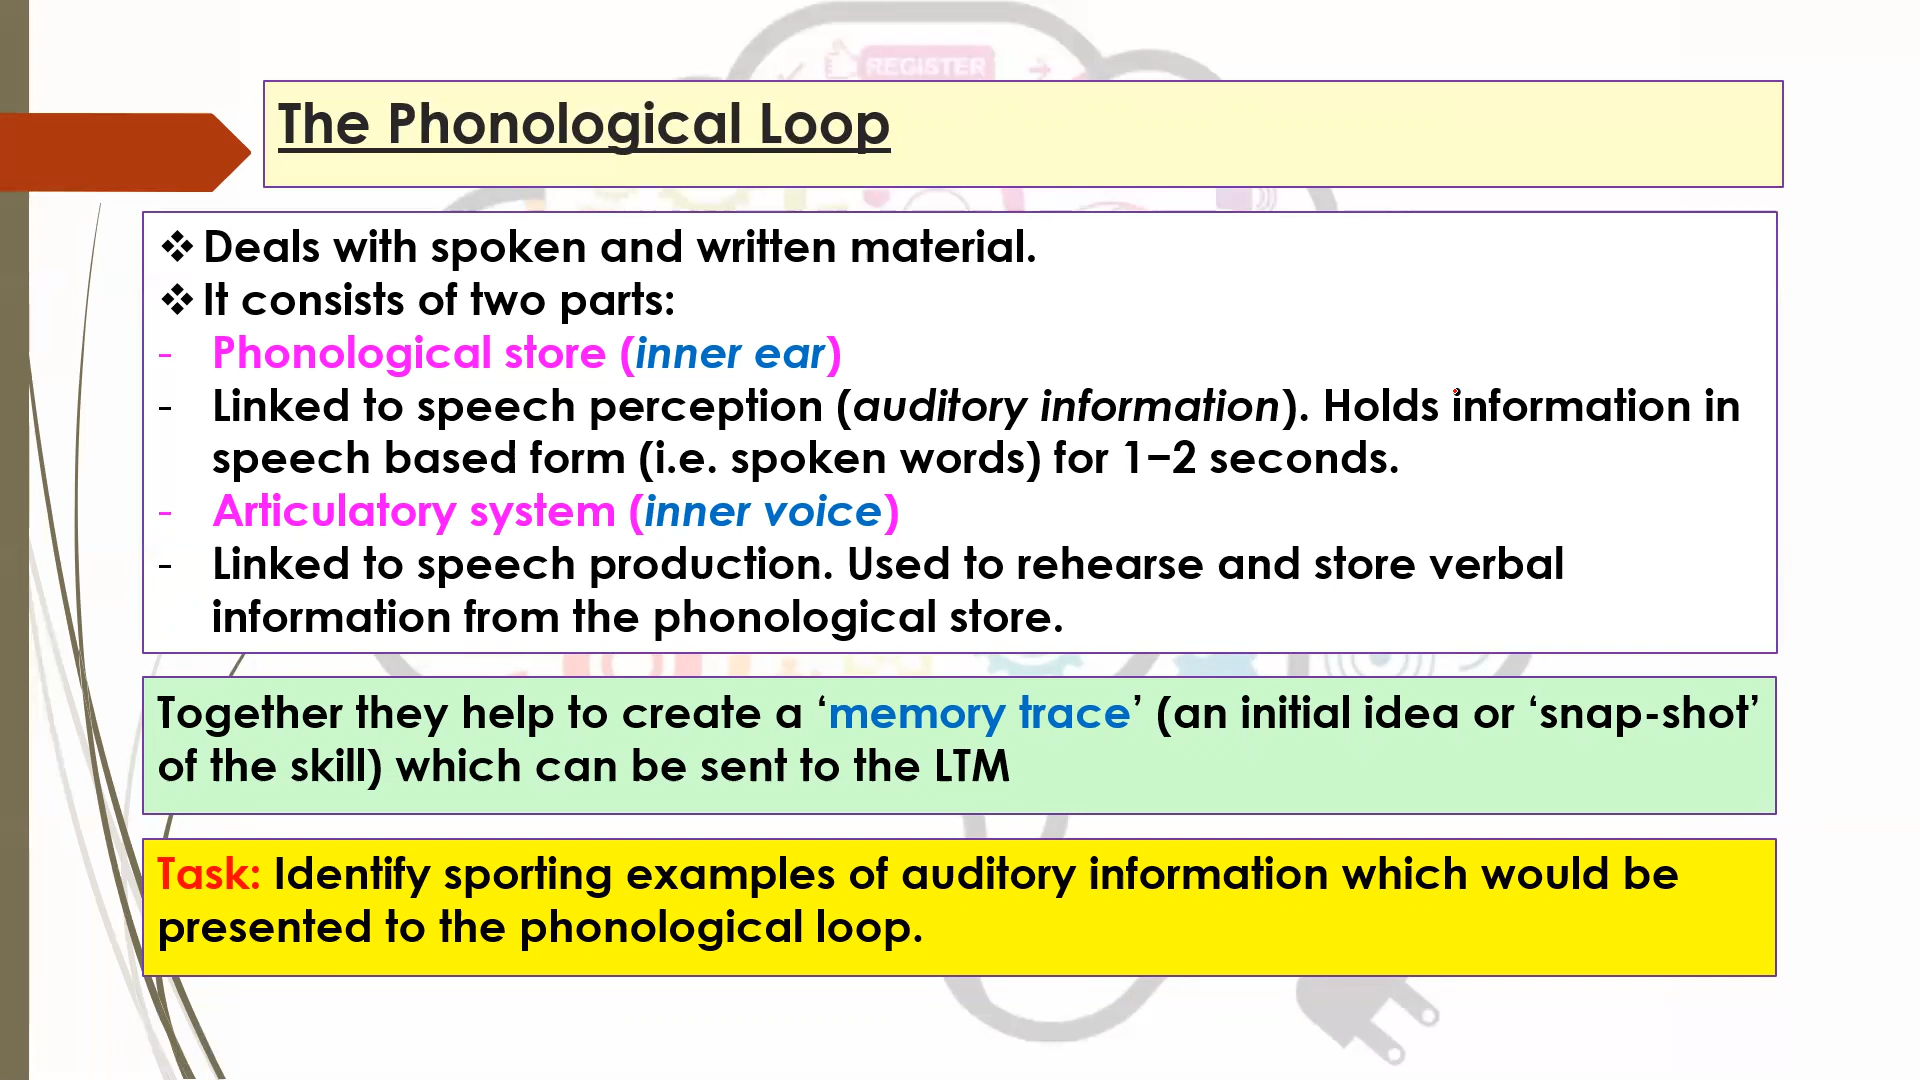 REGISTER
The Phonological Loop
❖ Deals with spoken and written material.
❖ It consists of two parts:
- Phonological store (inner ear)
- Linked to speech perception (auditory information). Holds information in
speech based form (i.e. spoken words) for 1–2 seconds.
- Articulatory system (inner voice)
- Linked to speech production. Used to rehearse and store verbal
information from the phonological store.
Together they help to create a ‘memory trace’ (an initial idea or ‘snap-shot’
of the skill) which can be sent to the LTM
Task: Identify sporting examples of auditory information which would be
presented to the phonological loop.